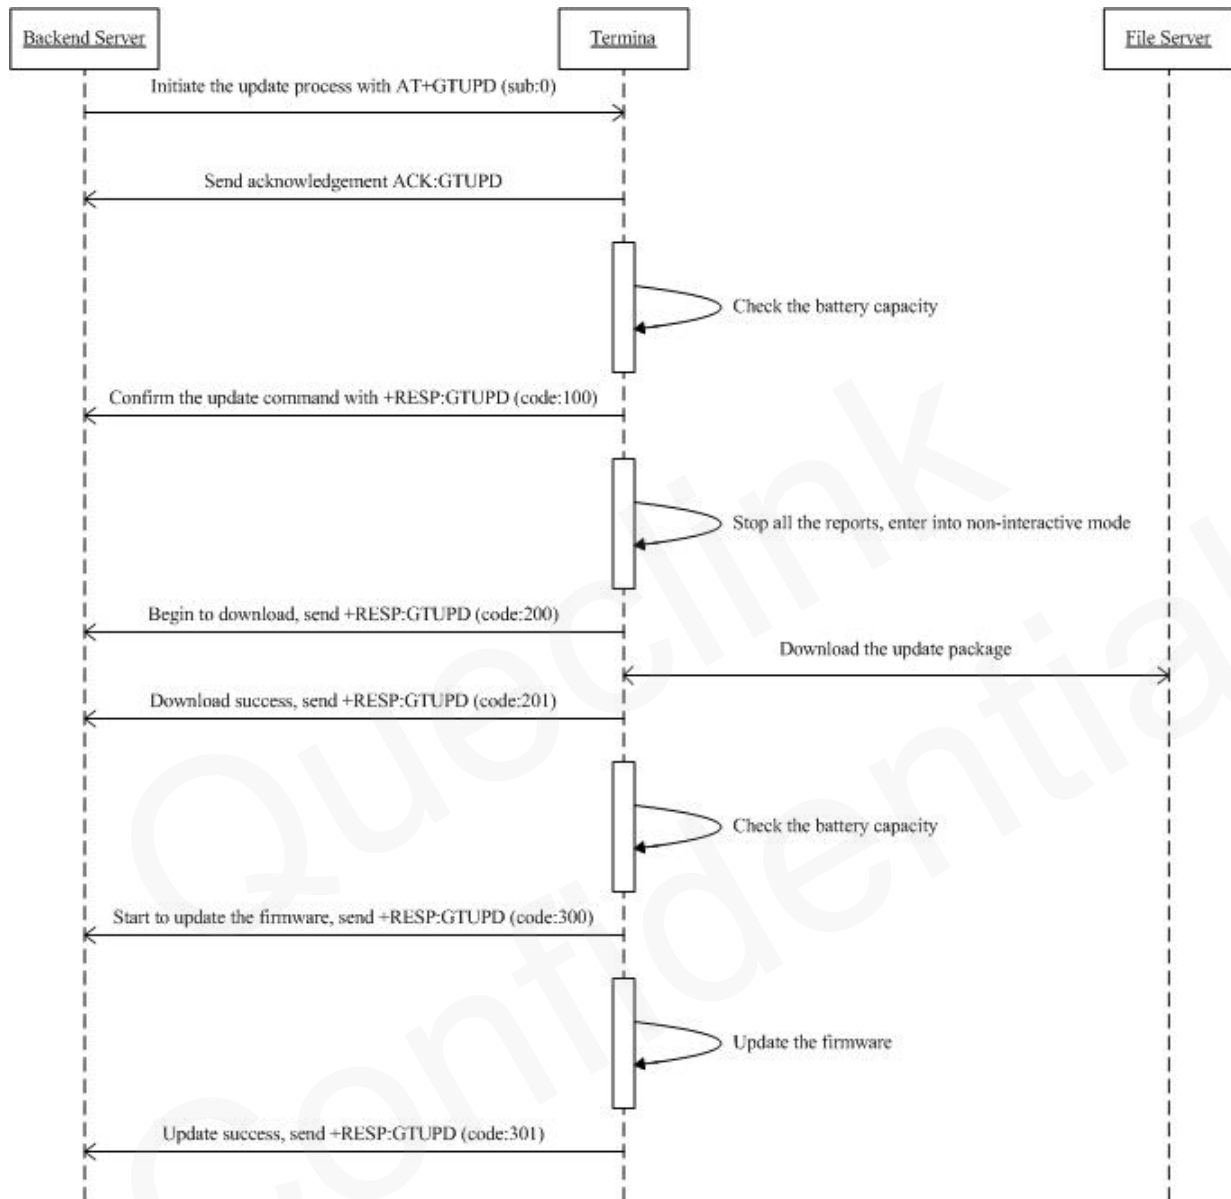 Backend Server
Termina
File Server
Initiate the update process with AT+GTUPD (sub:0)
Send acknowledgement ACK:GTUPD
Check the battery capacity
Confirm the update command with +RESP:GTUPD (code:100)
Stop all the reports, enter into non-interactive mode
Begin to download, send +RESP:GTUPD (code:200)
Download the update package
Download success, send +RESP:GTUPD (code:201)
Check the battery capacity
Start to update the firmware, send +RESP:GTUPD (code:300)
Update the firmware
Update success, send +RESP:GTUPD (code:301)
Queclink
Confidential